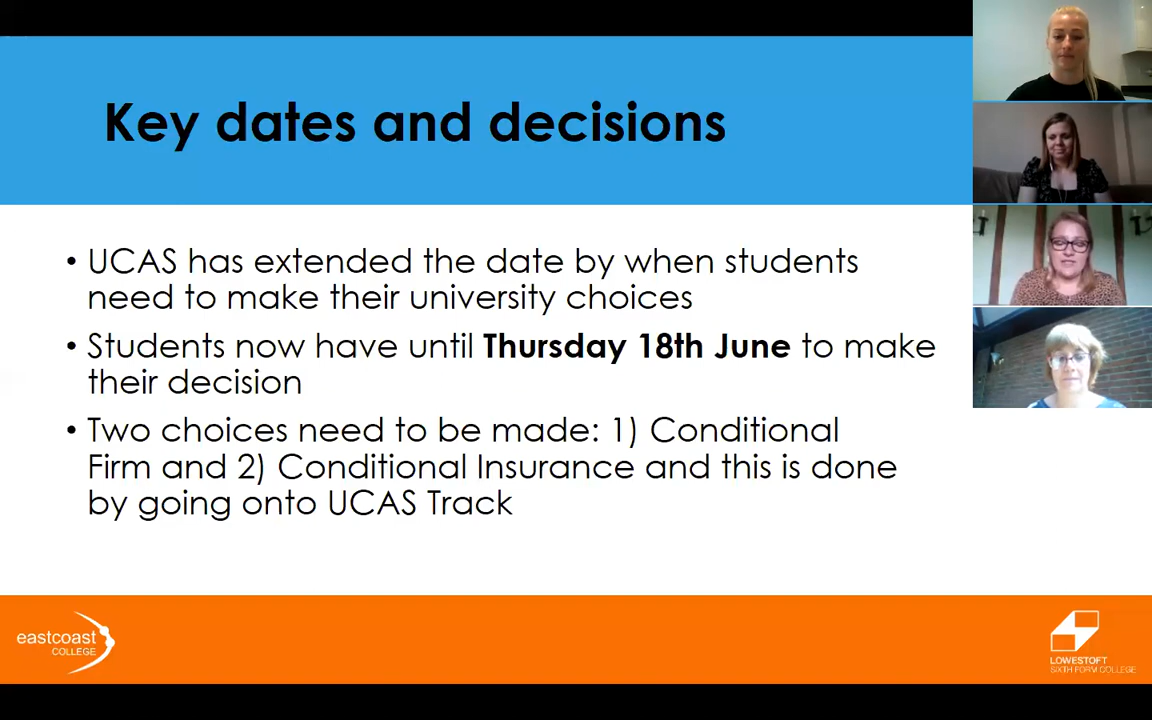 Key dates and decisions
• UCAS has extended the date by when students
need to make their university choices
• Students now have until Thursday 18th June to make
their decision
• Two choices need to be made: 1) Conditional
Firm and 2) Conditional Insurance and this is done
by going onto UCAS Track
eastcoast
COLLEGE
LOWESTOFT
SIXTH FORM COLLEGE